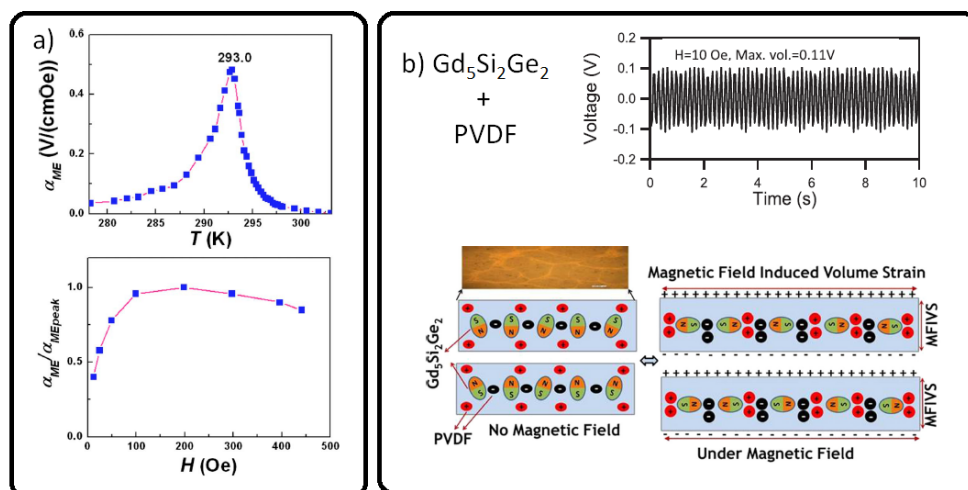 a)
0.6
0.4
0.2
0.0
α_ME (V/(cmOe))
293.0
280 285 290 295 300
T (K)
1.0
0.5
0.0
α_ME/α_MEpeak
0 100 200 300 400 500
H (Oe)
b) Gd₅Si₂Ge₂
+
PVDF
0.2
0.1
0.0
-0.1
-0.2
Voltage (V)
H=10 Oe, Max. vol.=0.11V
0 2 4 6 8 10
Time (s)
Gd₅Si₂Ge₂
PVDF
No Magnetic Field
Magnetic Field Induced Volume Strain
+ + + + + + + + + + + + + + + + + + + + + + + + + + + +
S N S N S N S N S N
N S S N N S S N N S
MFIVS
MFIVS
Under Magnetic Field